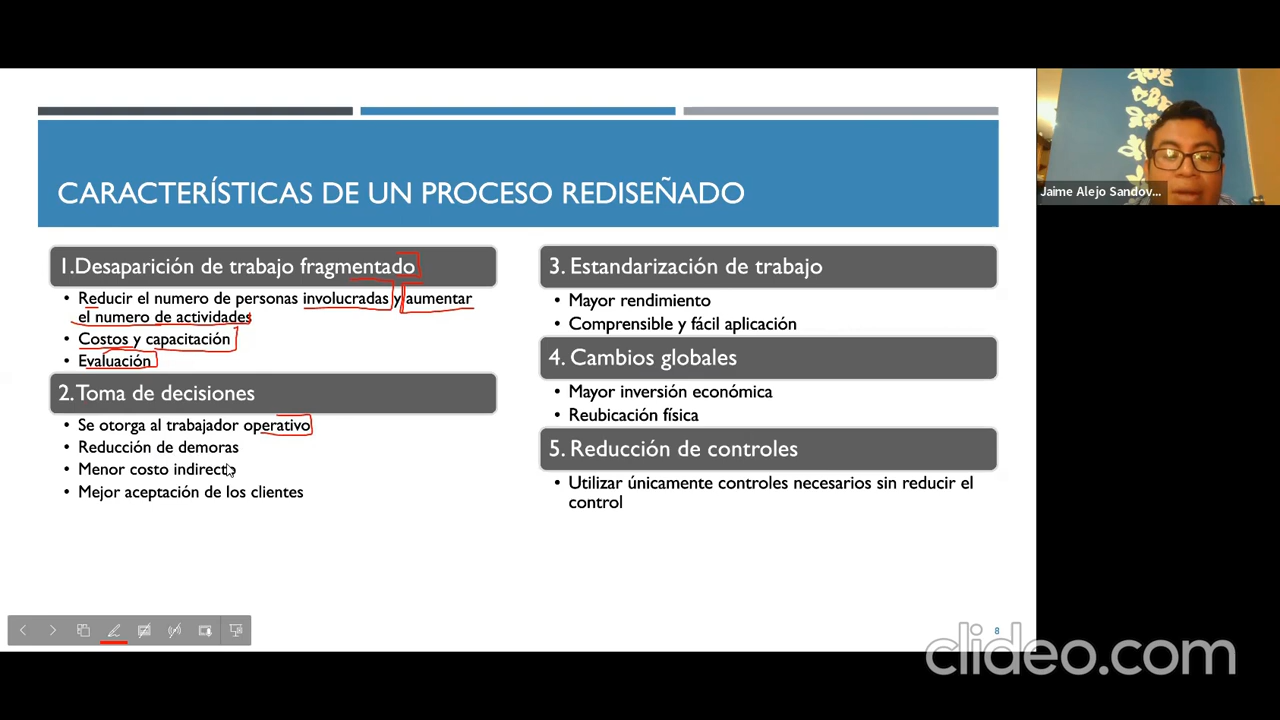 CARACTERÍSTICAS DE UN PROCESO REDISEÑADO
1.Desaparición de trabajo fragmentado
• Reducir el numero de personas involucradas y aumentar
el numero de actividades
• Costos y capacitación
• Evaluación
2.Toma de decisiones
• Se otorga al trabajador operativo
• Reducción de demoras
• Menor costo indirecto
• Mejor aceptación de los clientes
3. Estandarización de trabajo
• Mayor rendimiento
• Comprensible y fácil aplicación
4. Cambios globales
• Mayor inversión económica
• Reubicación física
5. Reducción de controles
• Utilizar únicamente controles necesarios sin reducir el
control
8
Jaime Alejo Sandov...
clideo.com